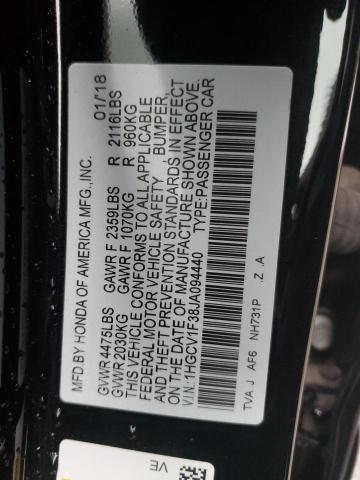 MFD.BY HONDA OF AMERICA MFG.,INC. 01/'18
GVWR 4475LBS GAWR F 2359LBS R 2116LBS
GVWR 2030KG GAWR F 1070KG R 960KG
THIS VEHICLE CONFORMS TO ALL APPLICABLE
FEDERAL MOTOR VEHICLE SAFETY, BUMPER,
AND THEFT PREVENTION STANDARDS IN EFFECT
ON THE DATE OF MANUFACTURE SHOWN ABOVE.
V.I.N.: 1HGCV1F38JA094440 TYPE:PASSENGER CAR
TVA J AF6 NH731P .Z .A
VE